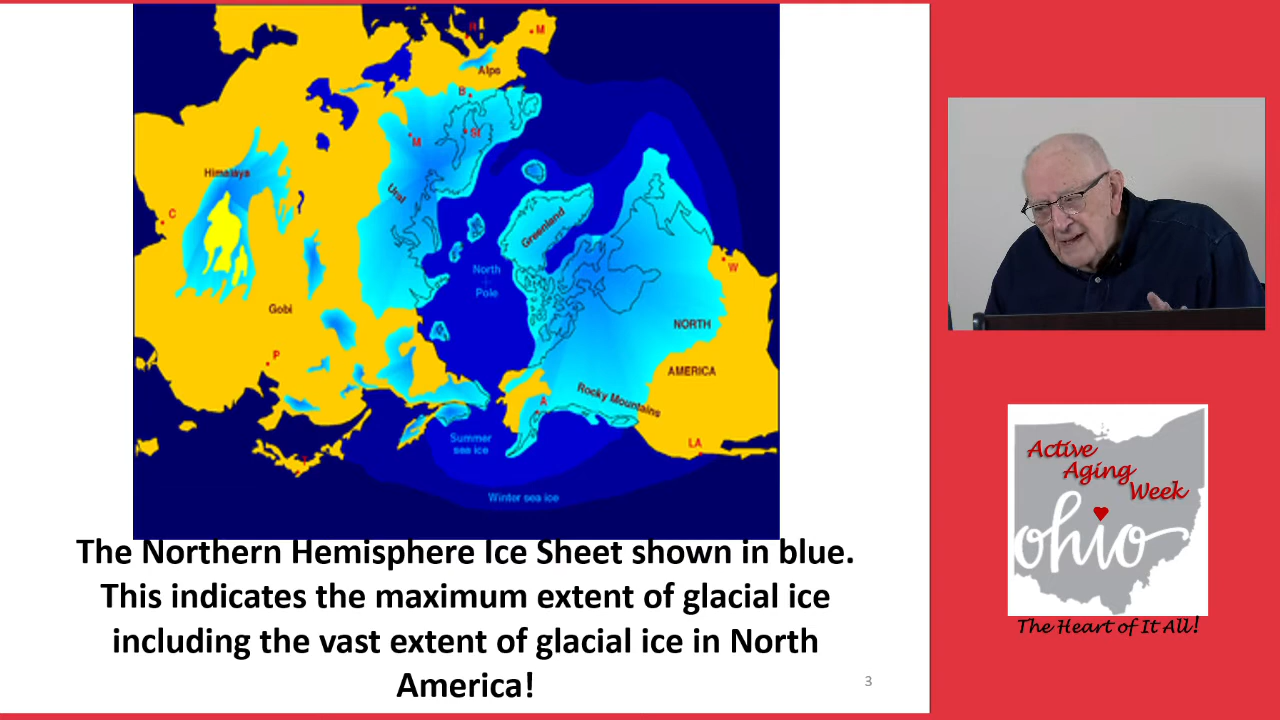 R
M
Alps
B
St
M
Himalaya
Ural
C
Greenland
North
Pole
W
Gobi
NORTH
P
AMERICA
A
Rocky Mountains
Summer
sea ice
LA
T
Winter sea ice
The Northern Hemisphere Ice Sheet shown in blue.
This indicates the maximum extent of glacial ice
including the vast extent of glacial ice in North
America!
3
Active
Aging
Week
ohio
The Heart of It All!